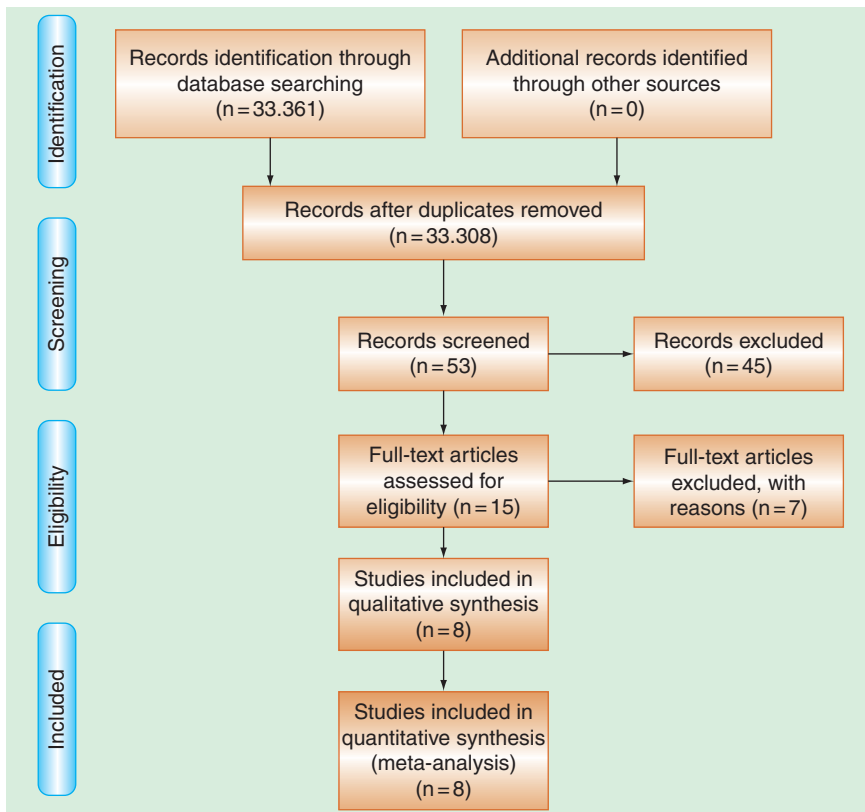 Identification
Records identification through
database searching
(n = 33.361)
Additional records identified
through other sources
(n = 0)
Records after duplicates removed
(n = 33.308)
Screening
Records screened
(n = 53)
Records excluded
(n = 45)
Eligibility
Full-text articles
assessed for
eligibility (n = 15)
Full-text articles
excluded, with
reasons (n = 7)
Studies included in
qualitative synthesis
(n = 8)
Included
Studies included in
quantitative synthesis
(meta-analysis)
(n = 8)